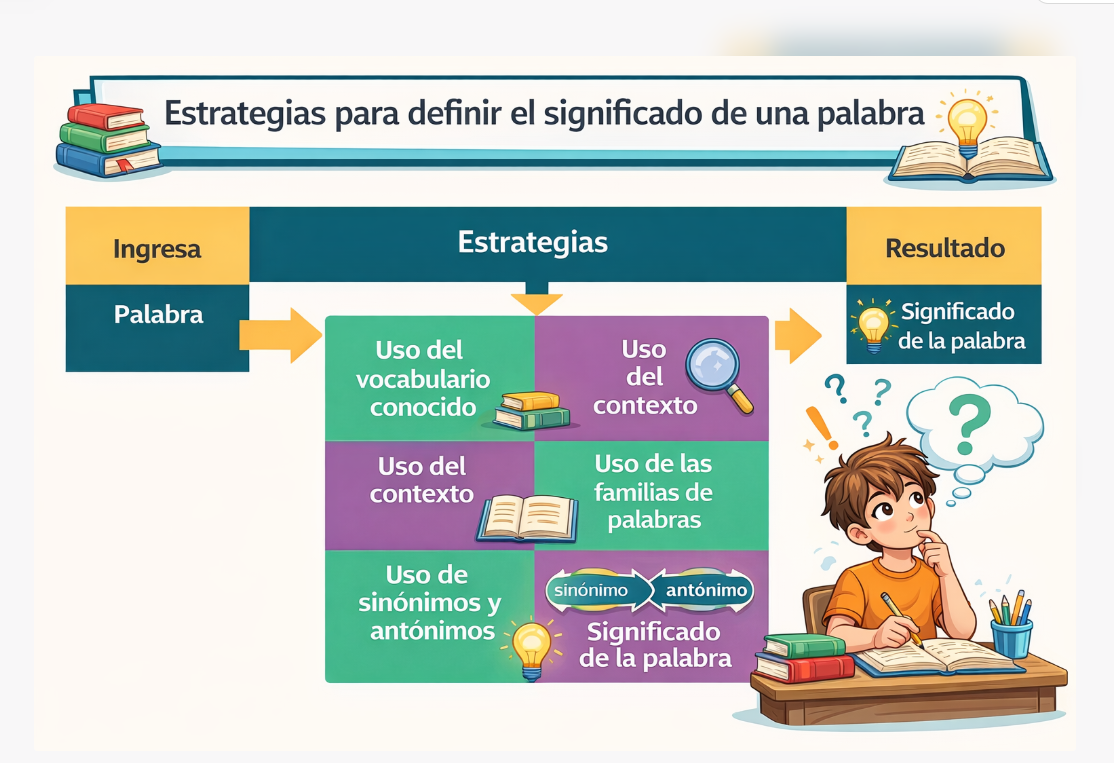 Estrategias para definir el significado de una palabra
Ingresa
Estrategias
Resultado
Palabra
Significado
de la palabra
Uso del
vocabulario
conocido
Uso
del
contexto
Uso del
contexto
Uso de las
familias de
palabras
Uso de
sinónimos y
antónimos
sinónimo
antónimo
Significado
de la palabra